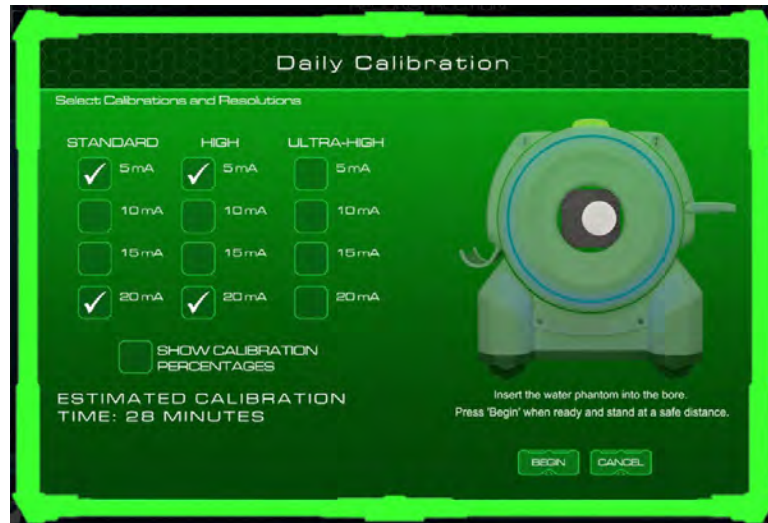 Daily Calibration
Select Calibrations and Resolutions
STANDARD HIGH ULTRA-HIGH
5mA 5mA 5mA
10mA 10mA 10mA
15mA 15mA 15mA
20mA 20mA 20mA
SHOW CALIBRATION
PERCENTAGES
ESTIMATED CALIBRATION
TIME: 28 MINUTES
Insert the water phantom into the bore.
Press 'Begin' when ready and stand at a safe distance.
BEGIN CANCEL